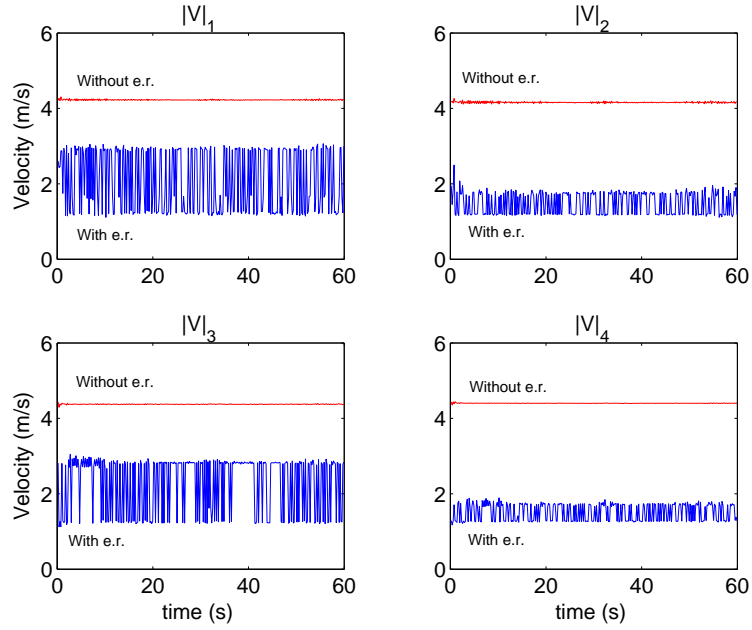 |V|1
6
Without e.r.
4
Velocity (m/s)
2
With e.r.
0
0 20 40 60
|V|2
6
Without e.r.
4
2
With e.r.
0
0 20 40 60
|V|3
6
Without e.r.
4
Velocity (m/s)
2
With e.r.
0
0 20 40 60
time (s)
|V|4
6
Without e.r.
4
2
With e.r.
0
0 20 40 60
time (s)